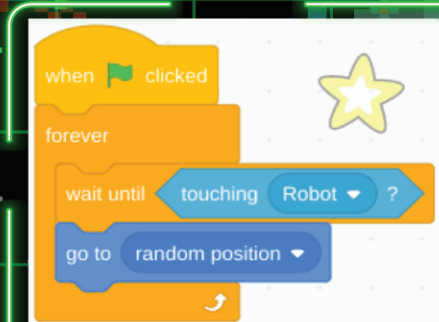 when clicked
forever
wait until touching Robot ?
go to random position